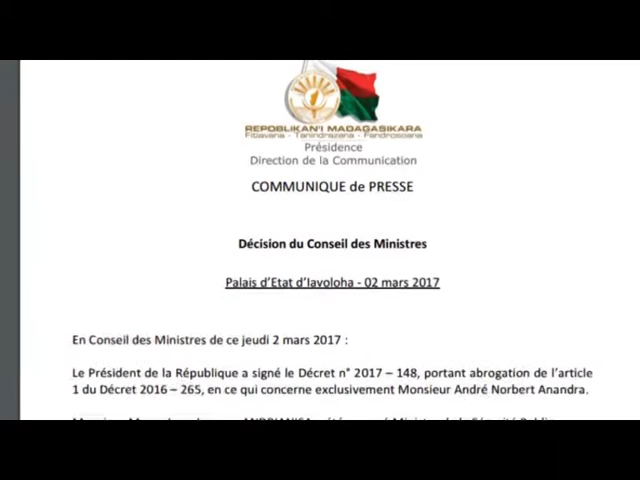 REPOBLIKAN'I MADAGASIKARA
Fitiavana - Tanindrazana - Fandrosoana
Présidence
Direction de la Communication
COMMUNIQUE de PRESSE
Décision du Conseil des Ministres
Palais d'Etat d'Iavoloha - 02 mars 2017
En Conseil des Ministres de ce jeudi 2 mars 2017 :
Le Président de la République a signé le Décret n° 2017 – 148, portant abrogation de l'article
1 du Décret 2016 – 265, en ce qui concerne exclusivement Monsieur André Norbert Anandra.